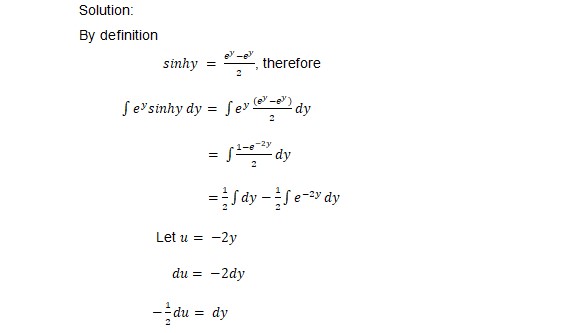 Solution:
By definition
sinhy = (e^y − e^y)/2, therefore
∫ e^y sinhy dy = ∫ e^y (e^y − e^y)/2 dy
= ∫ (1 − e^−2y)/2 dy
= 1/2 ∫ dy − 1/2 ∫ e^−2y dy
Let u = −2y
du = −2dy
−1/2 du = dy